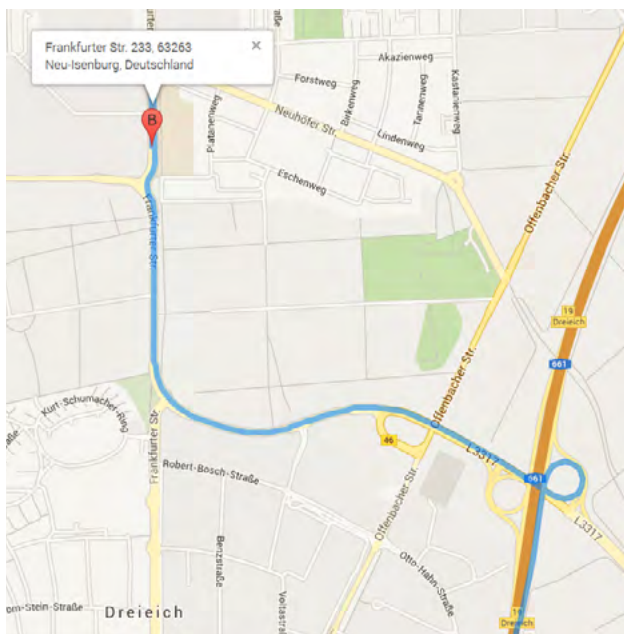 Frankfurter Str. 233, 63263
Neu-Isenburg, Deutschland
×
B
Akazienweg
Forstweg
Birkenweg
Tannenweg
Kastanienweg
Platanenweg
Neuhöfer Str.
Lindenweg
Eschenweg
Offenbacher Str.
Frankfurter Str.
19
Dreieich
661
Offenbacher Str.
Kurt-Schumacher-Ring
Frankfurter Str.
46
L3317
Robert-Bosch-Straße
661
L3317
Offenbacher Str.
Otto-Hahn-Straße
Benzstraße
Voltastraße
om-Stein-Straße
Dreieich
19
Dreieich